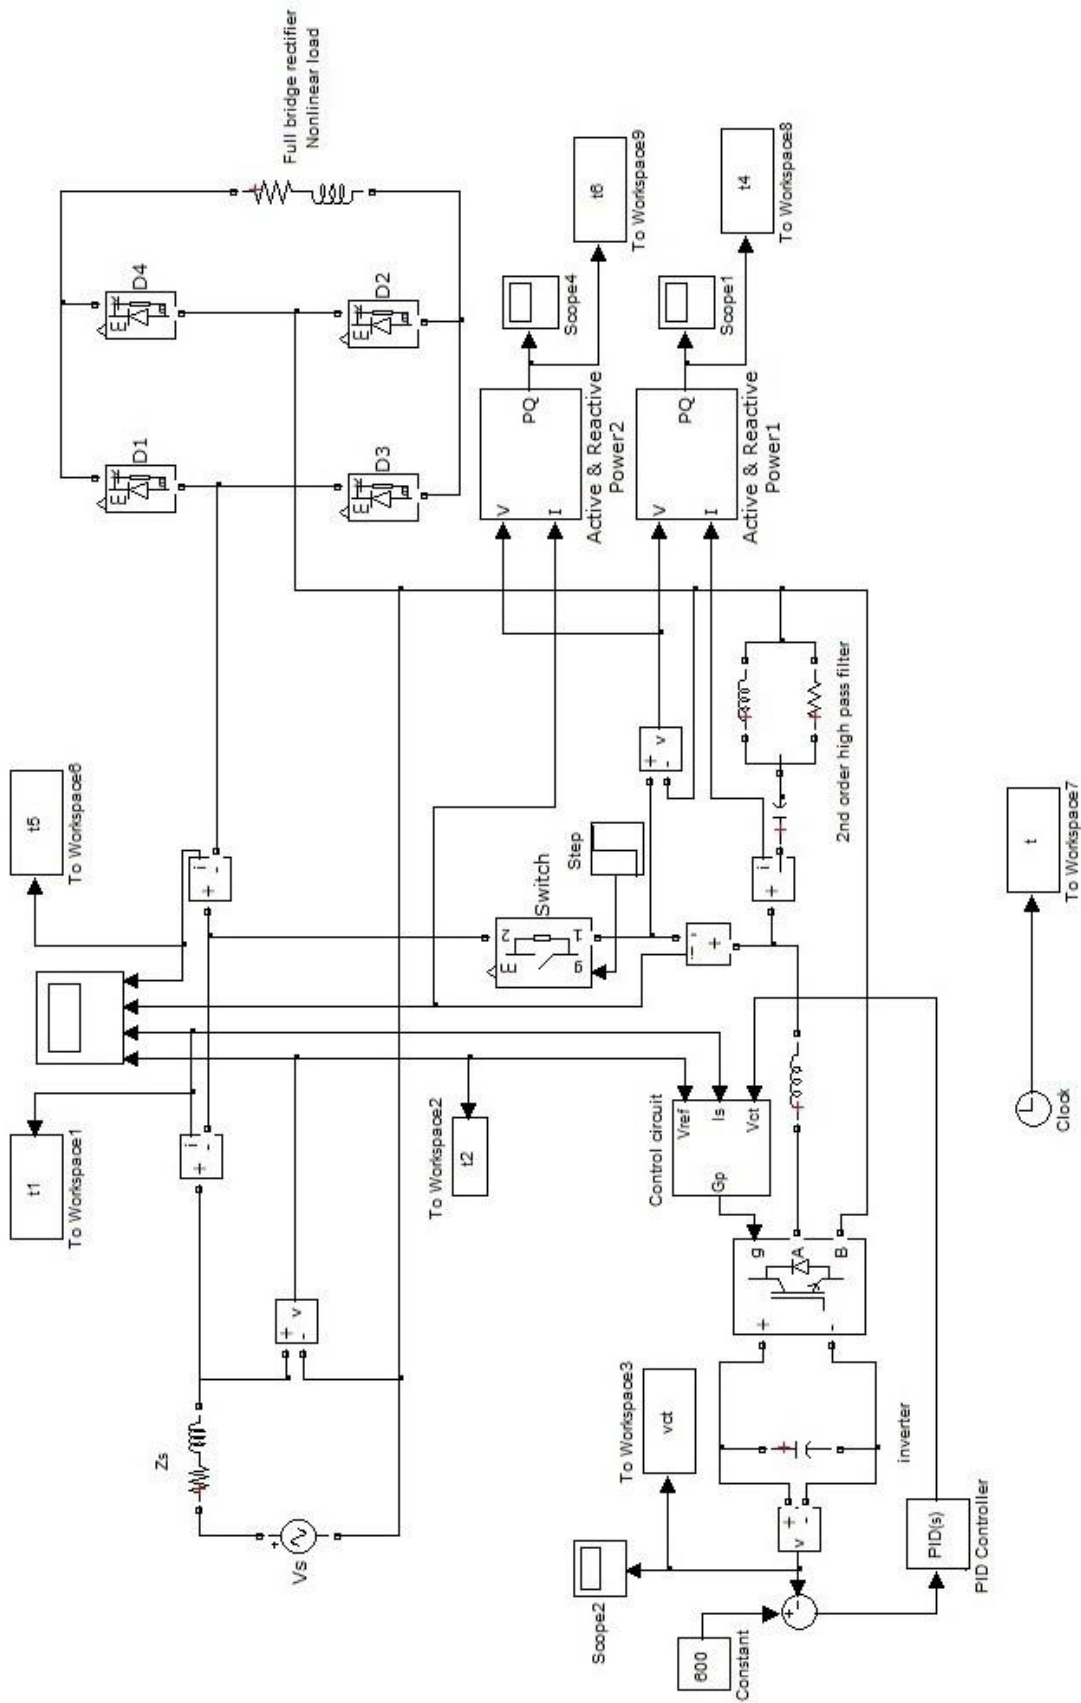 t1
To Workspace1
t5
To Workspace6
Zs
Vs
+
i
+
-
i
+
-
v
+
-
D1
D4
D3
D2
E
E
E
E
Full bridge rectifier
Nonlinear load
t2
To Workspace2
Switch
E
2
1
g
Step
V
I
PQ
Active & Reactive
Power2
Scope4
t6
To Workspace9
V
I
PQ
Active & Reactive
Power1
Scope1
t4
To Workspace8
+
-
v
i
+
-
+
i
2nd order high pass filter
Control circuit
Vref
Is
Vct
Gp
g
A
B
+
-
inverter
vct
To Workspace3
Scope2
v
+
-
600
Constant
+
-
PID(s)
PID Controller
Clock
t
To Workspace7